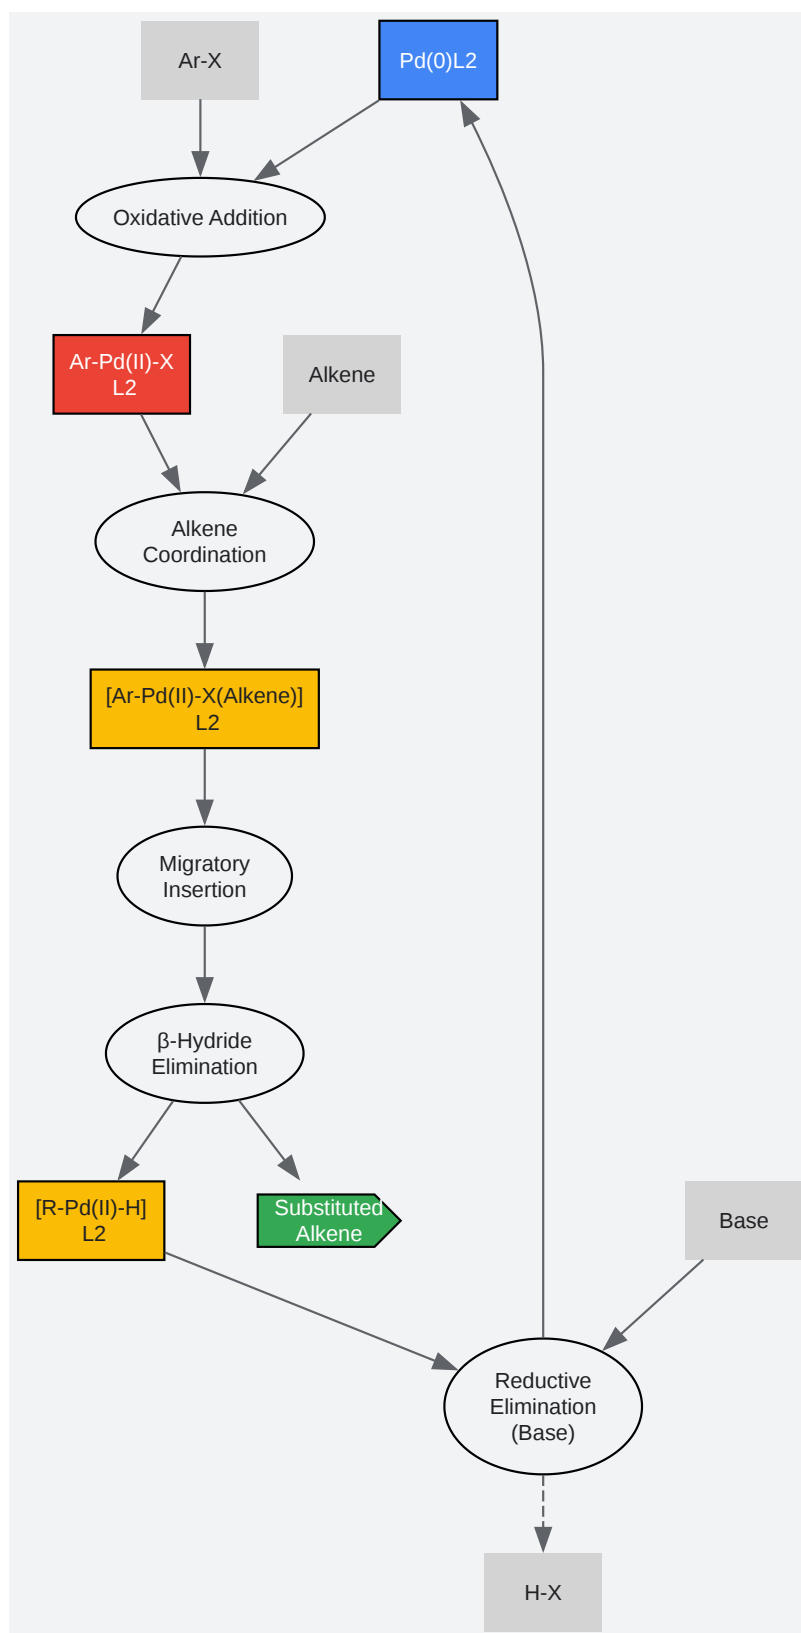 Ar-X
Pd(0)L2
Oxidative Addition
Ar-Pd(II)-X
L2
Alkene
Alkene
Coordination
[Ar-Pd(II)-X(Alkene)]
L2
Migratory
Insertion
β-Hydride
Elimination
[R-Pd(II)-H]
L2
Substituted
Alkene
Base
Reductive
Elimination
(Base)
H-X